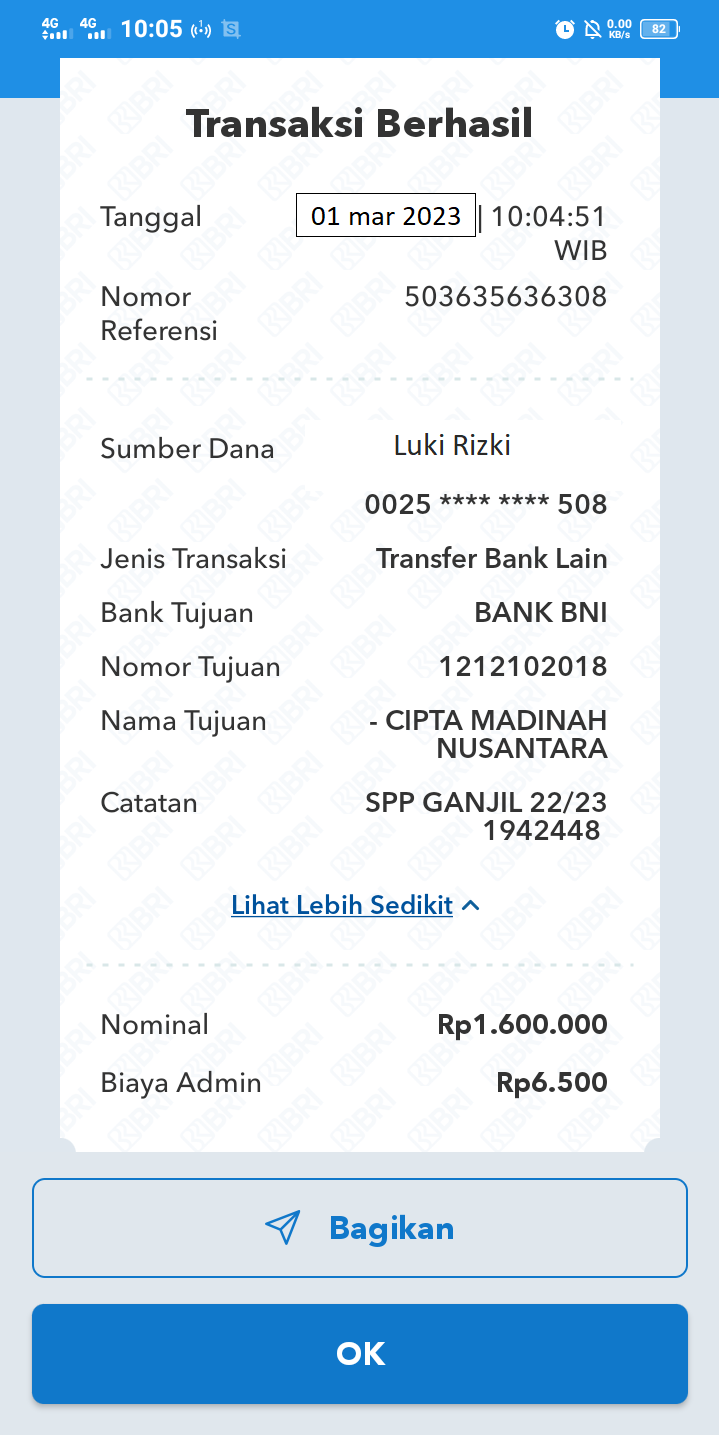 4G 4G 10:05 0.00 KB/s 82
Transaksi Berhasil
Tanggal 01 mar 2023 | 10:04:51
WIB
Nomor 503635636308
Referensi
Sumber Dana Luki Rizki
0025 **** **** 508
Jenis Transaksi Transfer Bank Lain
Bank Tujuan BANK BNI
Nomor Tujuan 1212102018
Nama Tujuan - CIPTA MADINAH
NUSANTARA
Catatan SPP GANJIL 22/23
1942448
Lihat Lebih Sedikit
Nominal Rp1.600.000
Biaya Admin Rp6.500
Bagikan
OK